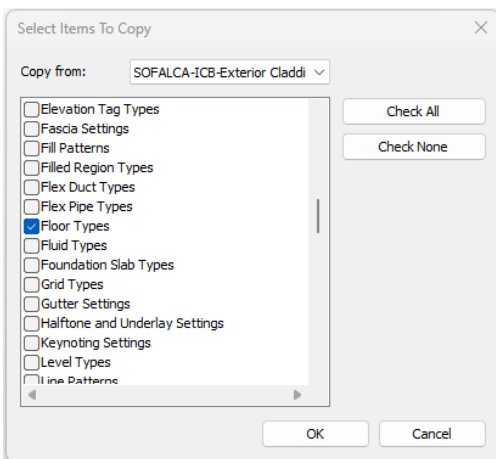 Select Items To Copy
Copy from: SOFALCA-ICB-Exterior Claddi
Elevation Tag Types
Fascia Settings
Fill Patterns
Filled Region Types
Flex Duct Types
Flex Pipe Types
Floor Types
Fluid Types
Foundation Slab Types
Grid Types
Gutter Settings
Halftone and Underlay Settings
Keynoting Settings
Level Types
Line Patterns
Check All
Check None
OK Cancel